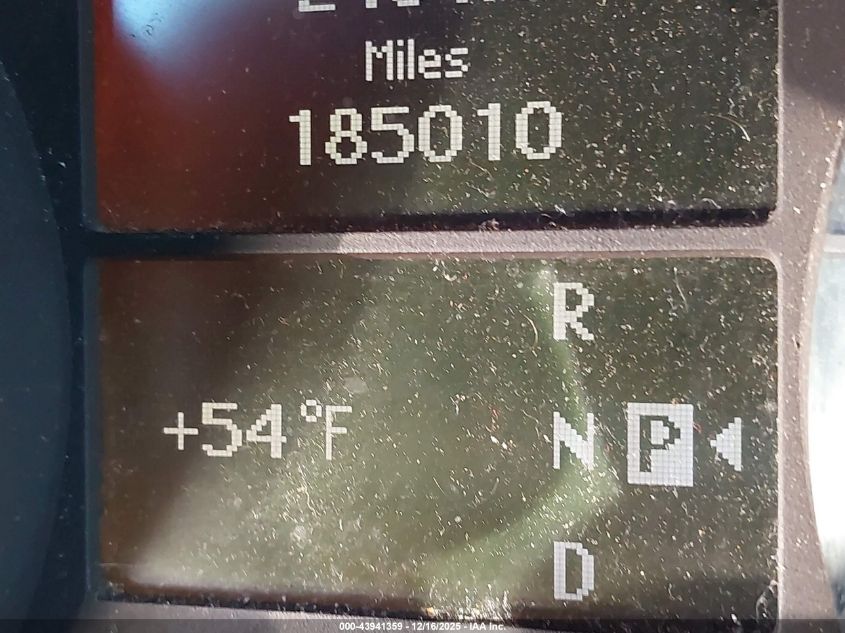 Miles
185010
R
+54°F N P
D
000-43941359 - 12/16/2025 - IAA Inc.